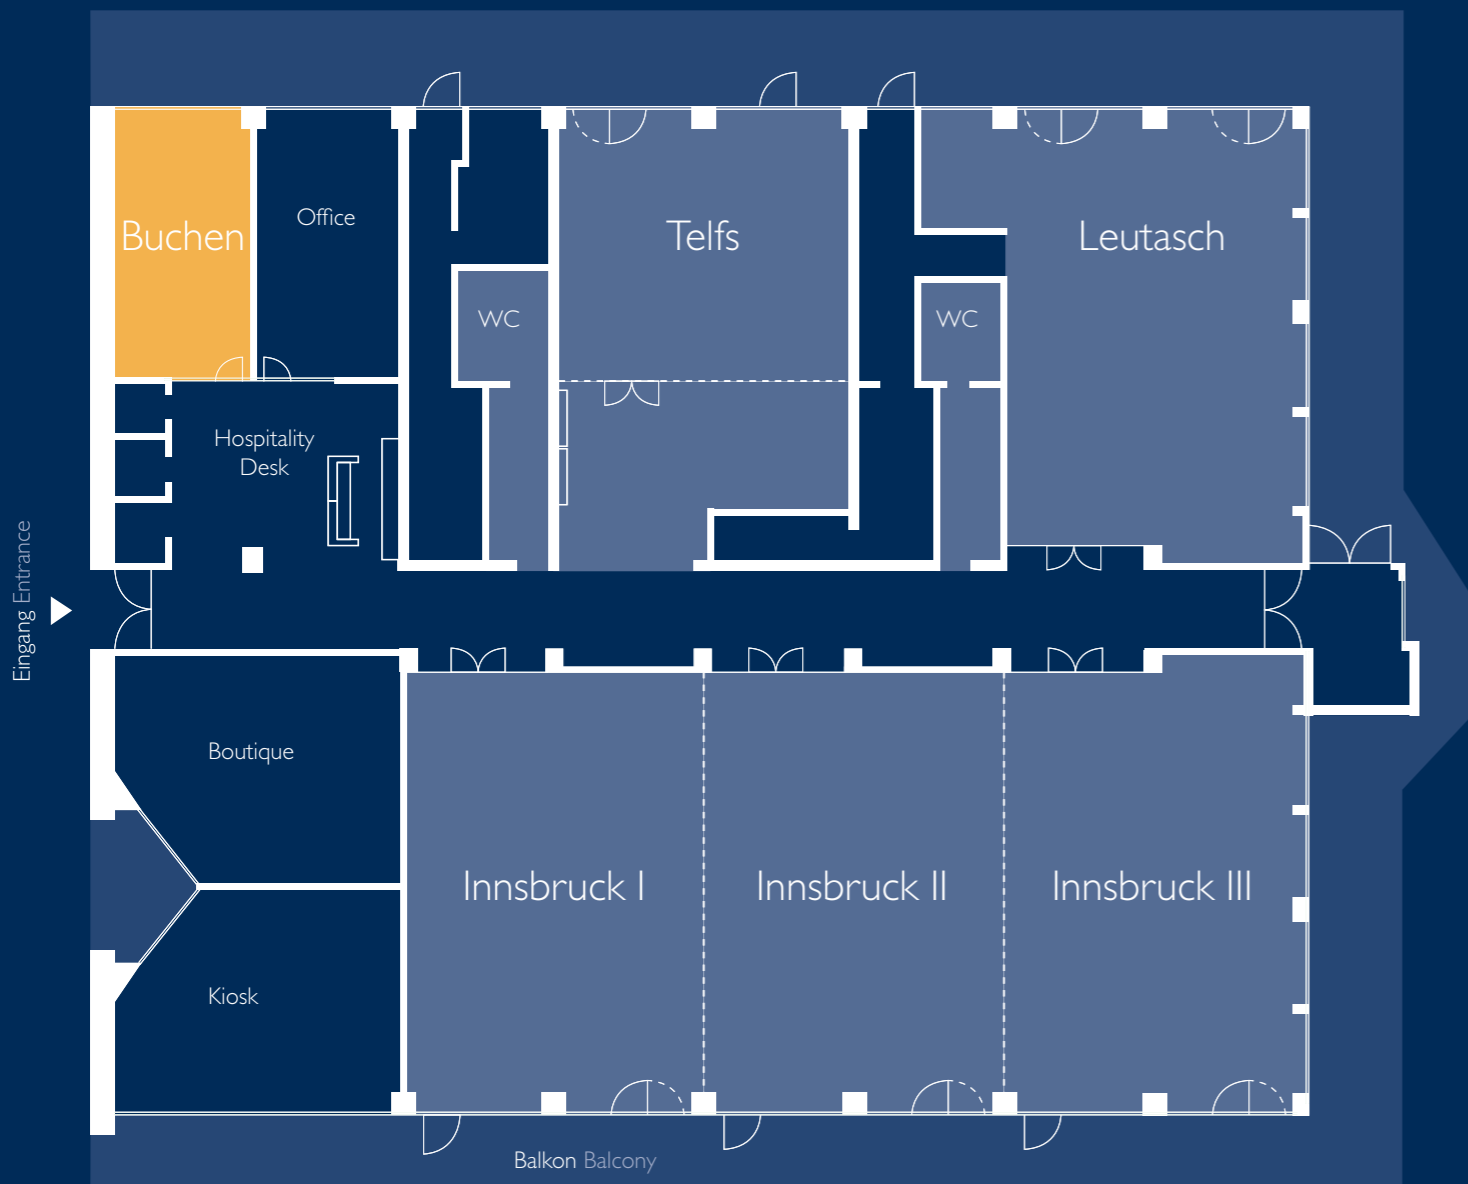 Buchen
Office
Telfs
Leutasch
WC
WC
Hospitality
Desk
Eingang Entrance
Boutique
Innsbruck I
Innsbruck II
Innsbruck III
Kiosk
Balkon Balcony